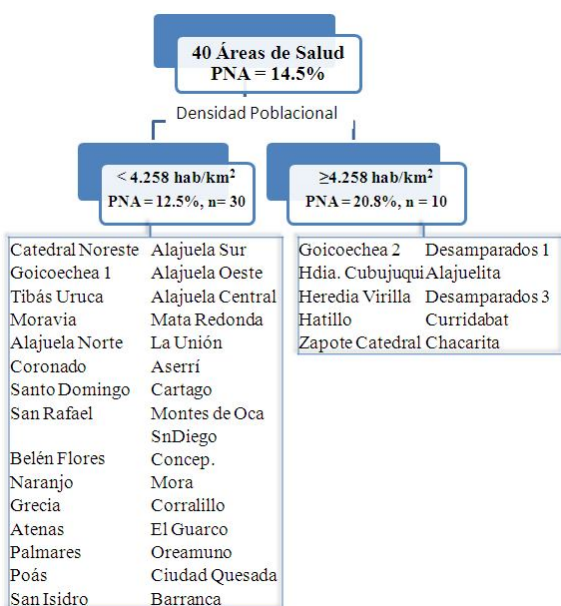 40 Áreas de Salud
PNA = 14.5%
Densidad Poblacional
< 4.258 hab/km²
PNA = 12.5%, n= 30
≥4.258 hab/km²
PNA = 20.8%, n = 10
Catedral Noreste Alajuela Sur
Goicoechea 1 Alajuela Oeste
Tibás Uruca Alajuela Central
Moravia Mata Redonda
Alajuela Norte La Unión
Coronado Aserrí
Santo Domingo Cartago
San Rafael Montes de Oca
SnDiego
Belén Flores Concep.
Naranjo Mora
Grecia Corralillo
Atenas El Guarco
Palmares Oreamuno
Poás Ciudad Quesada
San Isidro Barranca
Goicoechea 2 Desamparados 1
Hdia. Cubujuqui Alajuelita
Heredia Virilla Desamparados 3
Hatillo Curridabat
Zapote Catedral Chacarita